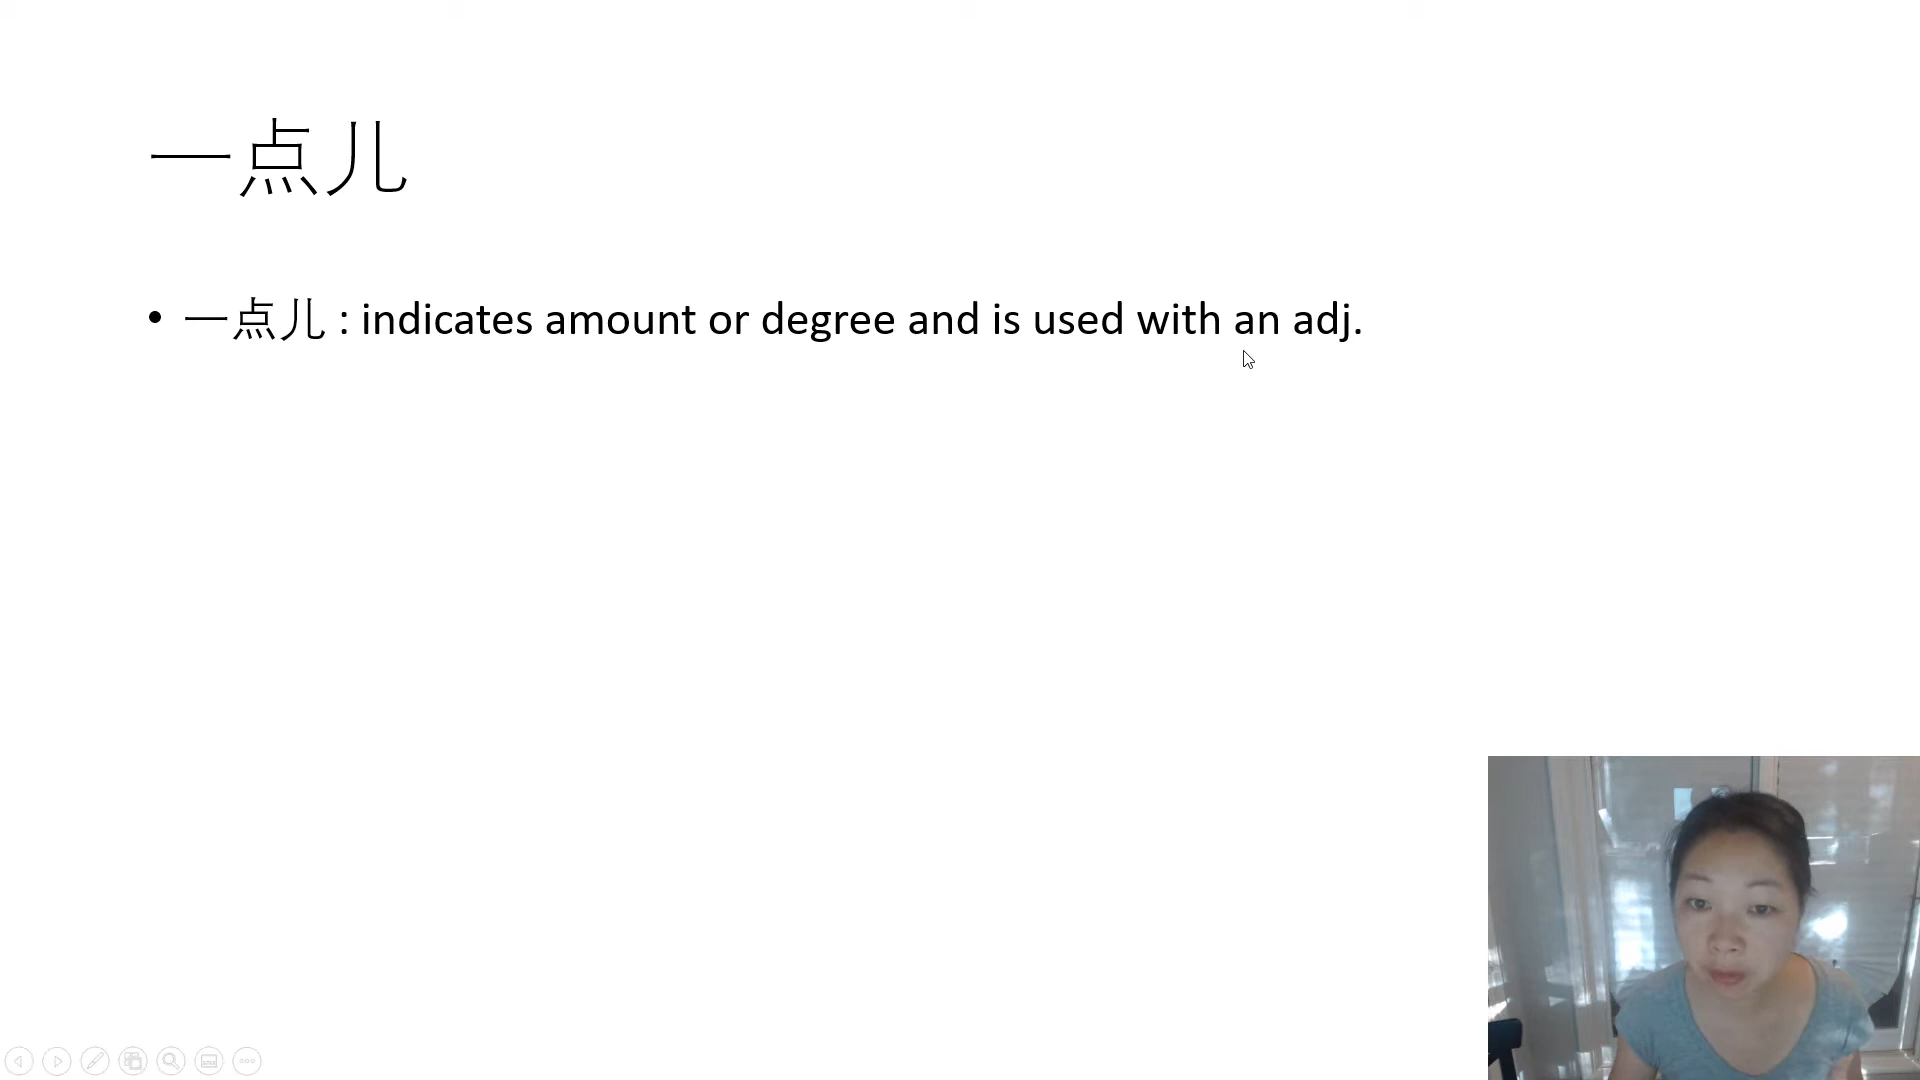 一点儿
• 一点儿 : indicates amount or degree and is used with an adj.